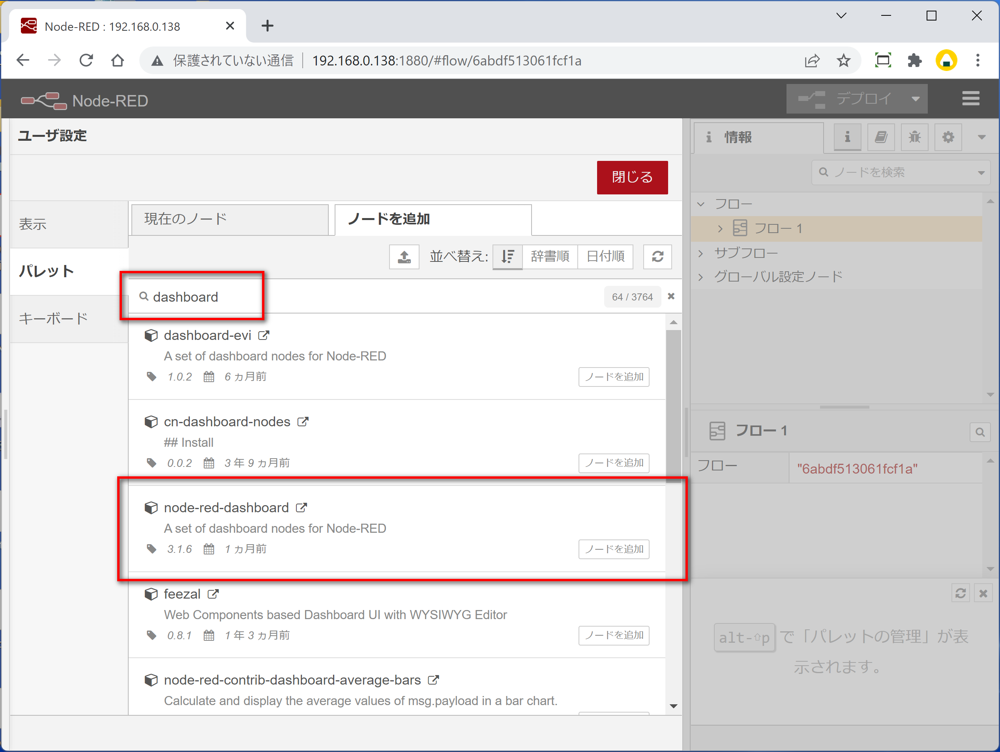 Node-RED : 192.168.0.138
保護されていない通信 192.168.0.138:1880/#flow/6abdf513061fcf1a
Node-RED
デプロイ
ユーザ設定
閉じる
表示
パレット
キーボード
現在のノード
ノードを追加
並べ替え:
辞書順
日付順
dashboard
64 / 3764
dashboard-evi
A set of dashboard nodes for Node-RED
1.0.2 6 ヵ月前
ノードを追加
cn-dashboard-nodes
## Install
0.0.2 3 年 9 ヵ月前
ノードを追加
node-red-dashboard
A set of dashboard nodes for Node-RED
3.1.6 1 ヵ月前
ノードを追加
feezal
Web Components based Dashboard UI with WYSIWYG Editor
0.8.1 1 年 3 ヵ月前
ノードを追加
node-red-contrib-dashboard-average-bars
Calculate and display the average values of msg.payload in a bar chart.
情報
ノードを検索
フロー
フロー 1
サブフロー
グローバル設定ノード
フロー 1
フロー "6abdf513061fcf1a"
alt-⇧p で「パレットの管理」が表
示されます。